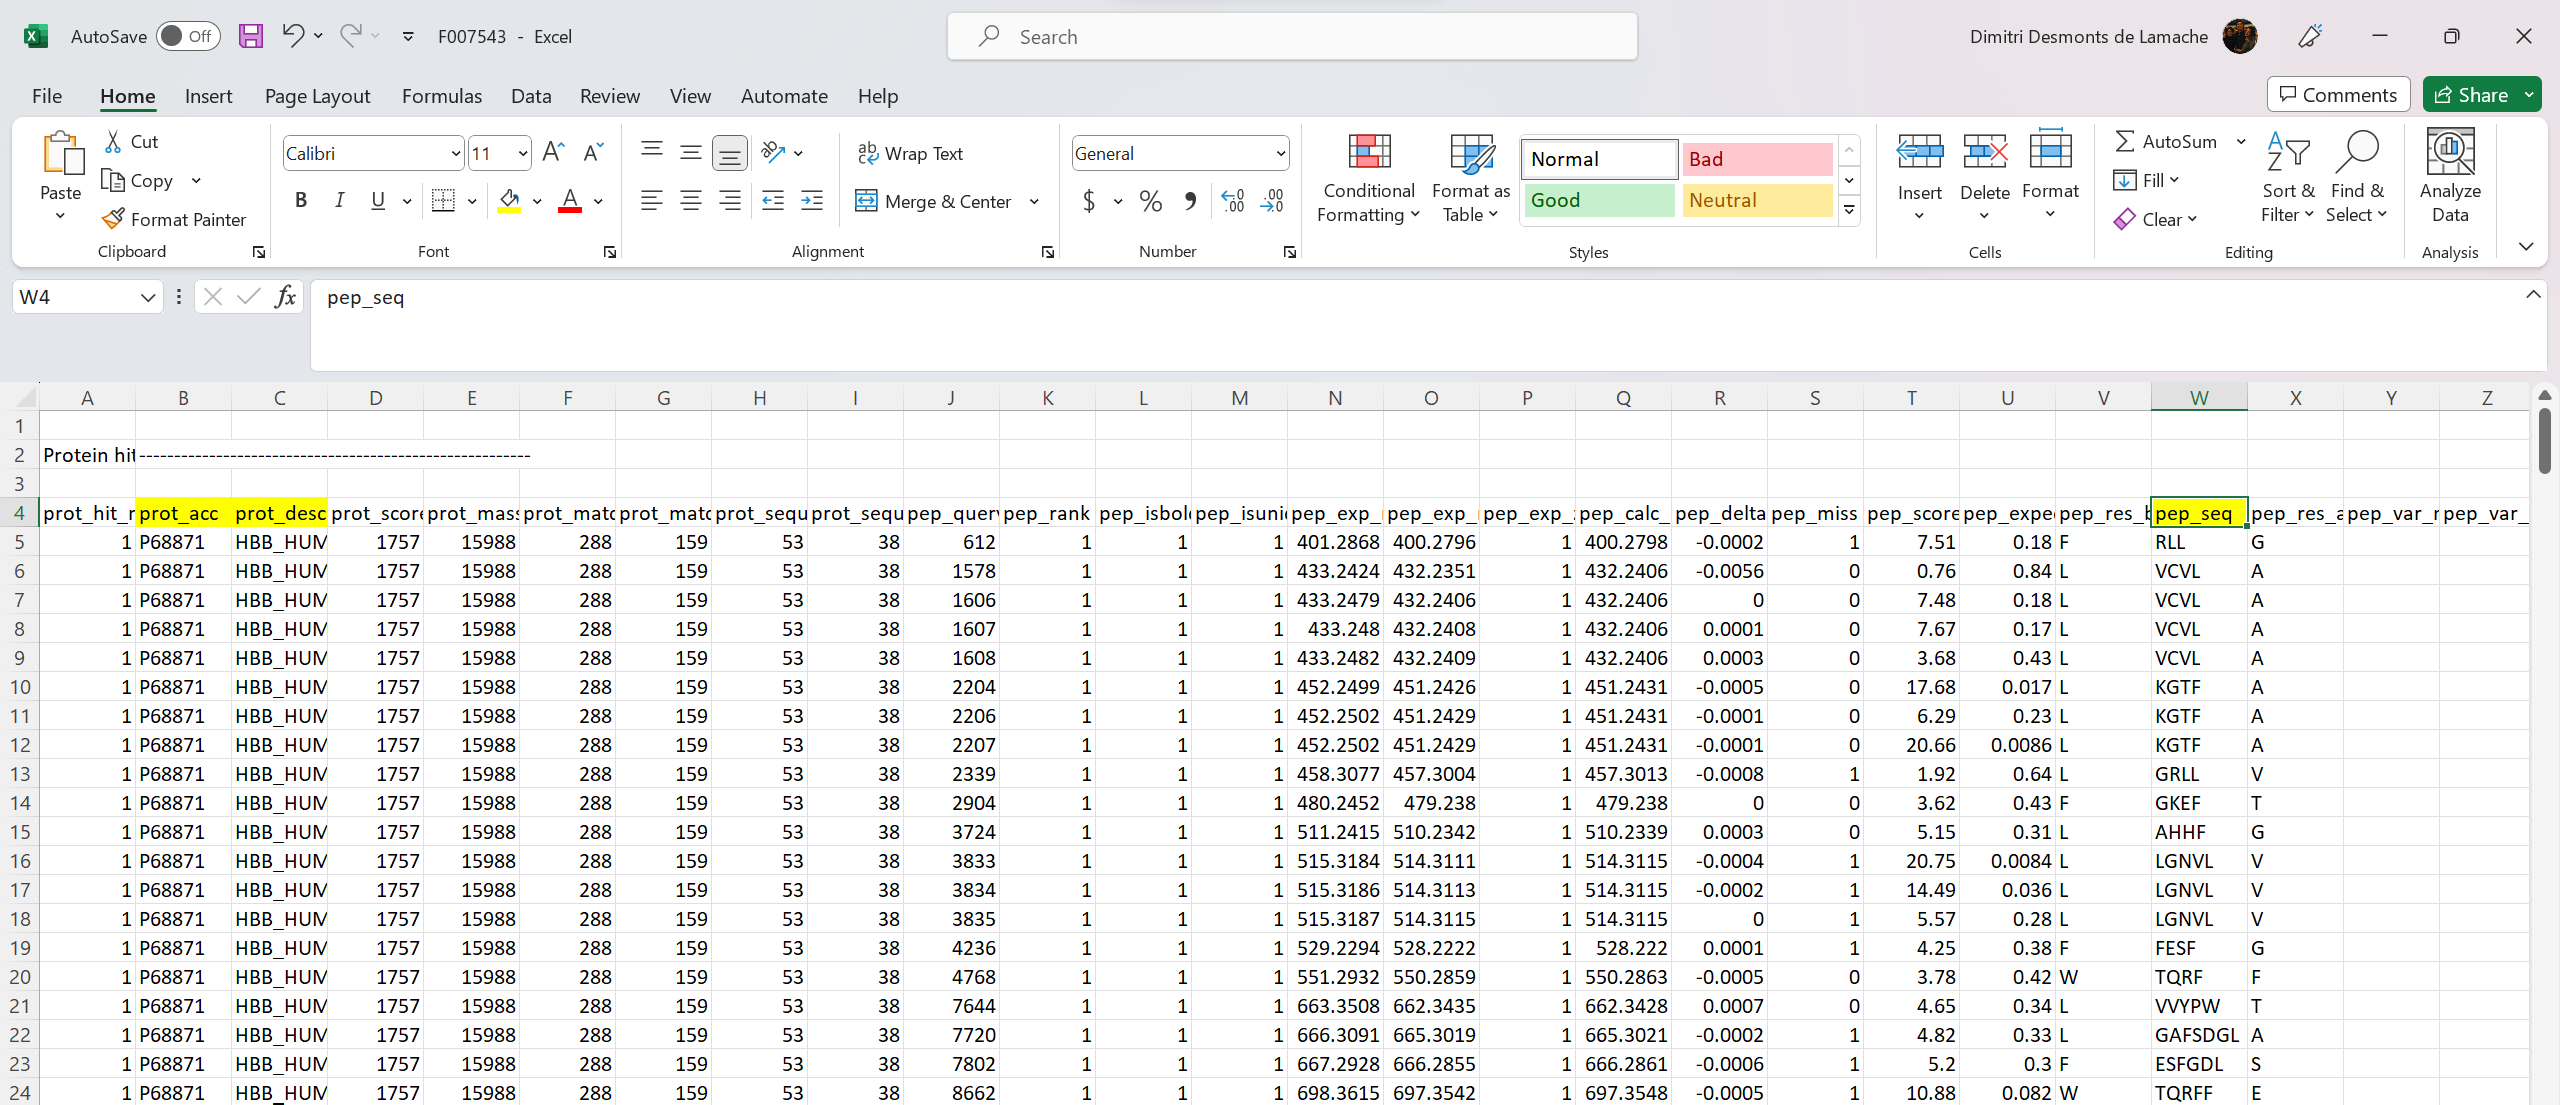 AutoSave Off F007543 - Excel Search Dimitri Desmonts de Lamache
File Home Insert Page Layout Formulas Data Review View Automate Help Comments Share
Paste Cut Copy Format Painter Clipboard
Calibri 11 B I U A Font
Wrap Text Merge & Center Alignment
General $ % Number
Conditional Formatting Format as Table Normal Bad Good Neutral Styles
Insert Delete Format Cells
AutoSum Fill Clear Sort & Filter Find & Select Editing
Analyze Data Analysis
W4 fx pep_seq
A B C D E F G H I J K L M N O P Q R S T U V W X Y Z
1
2 Protein hit --------------------------------------------------------
3
4 prot_hit_r prot_acc prot_desc prot_score prot_mass prot_matc prot_matc prot_sequ prot_sequ pep_query pep_rank pep_isbold pep_isuniq pep_exp_ pep_exp_ pep_exp_z pep_calc_ pep_delta pep_miss pep_score pep_expec pep_res_b pep_seq pep_res_a pep_var_r pep_var_
5 1 P68871 HBB_HUM 1757 15988 288 159 53 38 612 1 1 1 401.2868 400.2796 1 400.2798 -0.0002 1 7.51 0.18 F RLL G
6 1 P68871 HBB_HUM 1757 15988 288 159 53 38 1578 1 1 1 433.2424 432.2351 1 432.2406 -0.0056 0 0.76 0.84 L VCVL A
7 1 P68871 HBB_HUM 1757 15988 288 159 53 38 1606 1 1 1 433.2479 432.2406 1 432.2406 0 0 7.48 0.18 L VCVL A
8 1 P68871 HBB_HUM 1757 15988 288 159 53 38 1607 1 1 1 433.248 432.2408 1 432.2406 0.0001 0 7.67 0.17 L VCVL A
9 1 P68871 HBB_HUM 1757 15988 288 159 53 38 1608 1 1 1 433.2482 432.2409 1 432.2406 0.0003 0 3.68 0.43 L VCVL A
10 1 P68871 HBB_HUM 1757 15988 288 159 53 38 2204 1 1 1 452.2499 451.2426 1 451.2431 -0.0005 0 17.68 0.017 L KGTF A
11 1 P68871 HBB_HUM 1757 15988 288 159 53 38 2206 1 1 1 452.2502 451.2429 1 451.2431 -0.0001 0 6.29 0.23 L KGTF A
12 1 P68871 HBB_HUM 1757 15988 288 159 53 38 2207 1 1 1 452.2502 451.2429 1 451.2431 -0.0001 0 20.66 0.0086 L KGTF A
13 1 P68871 HBB_HUM 1757 15988 288 159 53 38 2339 1 1 1 458.3077 457.3004 1 457.3013 -0.0008 1 1.92 0.64 L GRLL V
14 1 P68871 HBB_HUM 1757 15988 288 159 53 38 2904 1 1 1 480.2452 479.238 1 479.238 0 0 3.62 0.43 F GKEF T
15 1 P68871 HBB_HUM 1757 15988 288 159 53 38 3724 1 1 1 511.2415 510.2342 1 510.2339 0.0003 0 5.15 0.31 L AHHF G
16 1 P68871 HBB_HUM 1757 15988 288 159 53 38 3833 1 1 1 515.3184 514.3111 1 514.3115 -0.0004 1 20.75 0.0084 L LGNVL V
17 1 P68871 HBB_HUM 1757 15988 288 159 53 38 3834 1 1 1 515.3186 514.3113 1 514.3115 -0.0002 1 14.49 0.036 L LGNVL V
18 1 P68871 HBB_HUM 1757 15988 288 159 53 38 3835 1 1 1 515.3187 514.3115 1 514.3115 0 1 5.57 0.28 L LGNVL V
19 1 P68871 HBB_HUM 1757 15988 288 159 53 38 4236 1 1 1 529.2294 528.2222 1 528.222 0.0001 1 4.25 0.38 F FESF G
20 1 P68871 HBB_HUM 1757 15988 288 159 53 38 4768 1 1 1 551.2932 550.2859 1 550.2863 -0.0005 0 3.78 0.42 W TQRF F
21 1 P68871 HBB_HUM 1757 15988 288 159 53 38 7644 1 1 1 663.3508 662.3435 1 662.3428 0.0007 0 4.65 0.34 L VVYPW T
22 1 P68871 HBB_HUM 1757 15988 288 159 53 38 7720 1 1 1 666.3091 665.3019 1 665.3021 -0.0002 1 4.82 0.33 L GAFSDGL A
23 1 P68871 HBB_HUM 1757 15988 288 159 53 38 7802 1 1 1 667.2928 666.2855 1 666.2861 -0.0006 1 5.2 0.3 F ESFGDL S
24 1 P68871 HBB_HUM 1757 15988 288 159 53 38 8662 1 1 1 698.3615 697.3542 1 697.3548 -0.0005 1 10.88 0.082 W TQRFF E